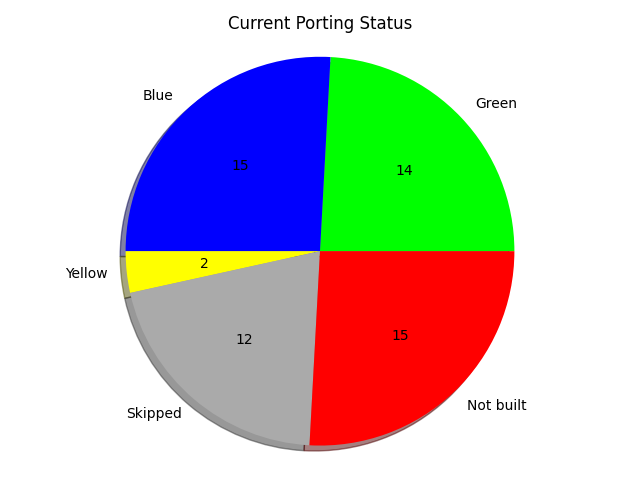 Current Porting Status
Blue
Green
15
14
Yellow
2
12
15
Skipped
Not built